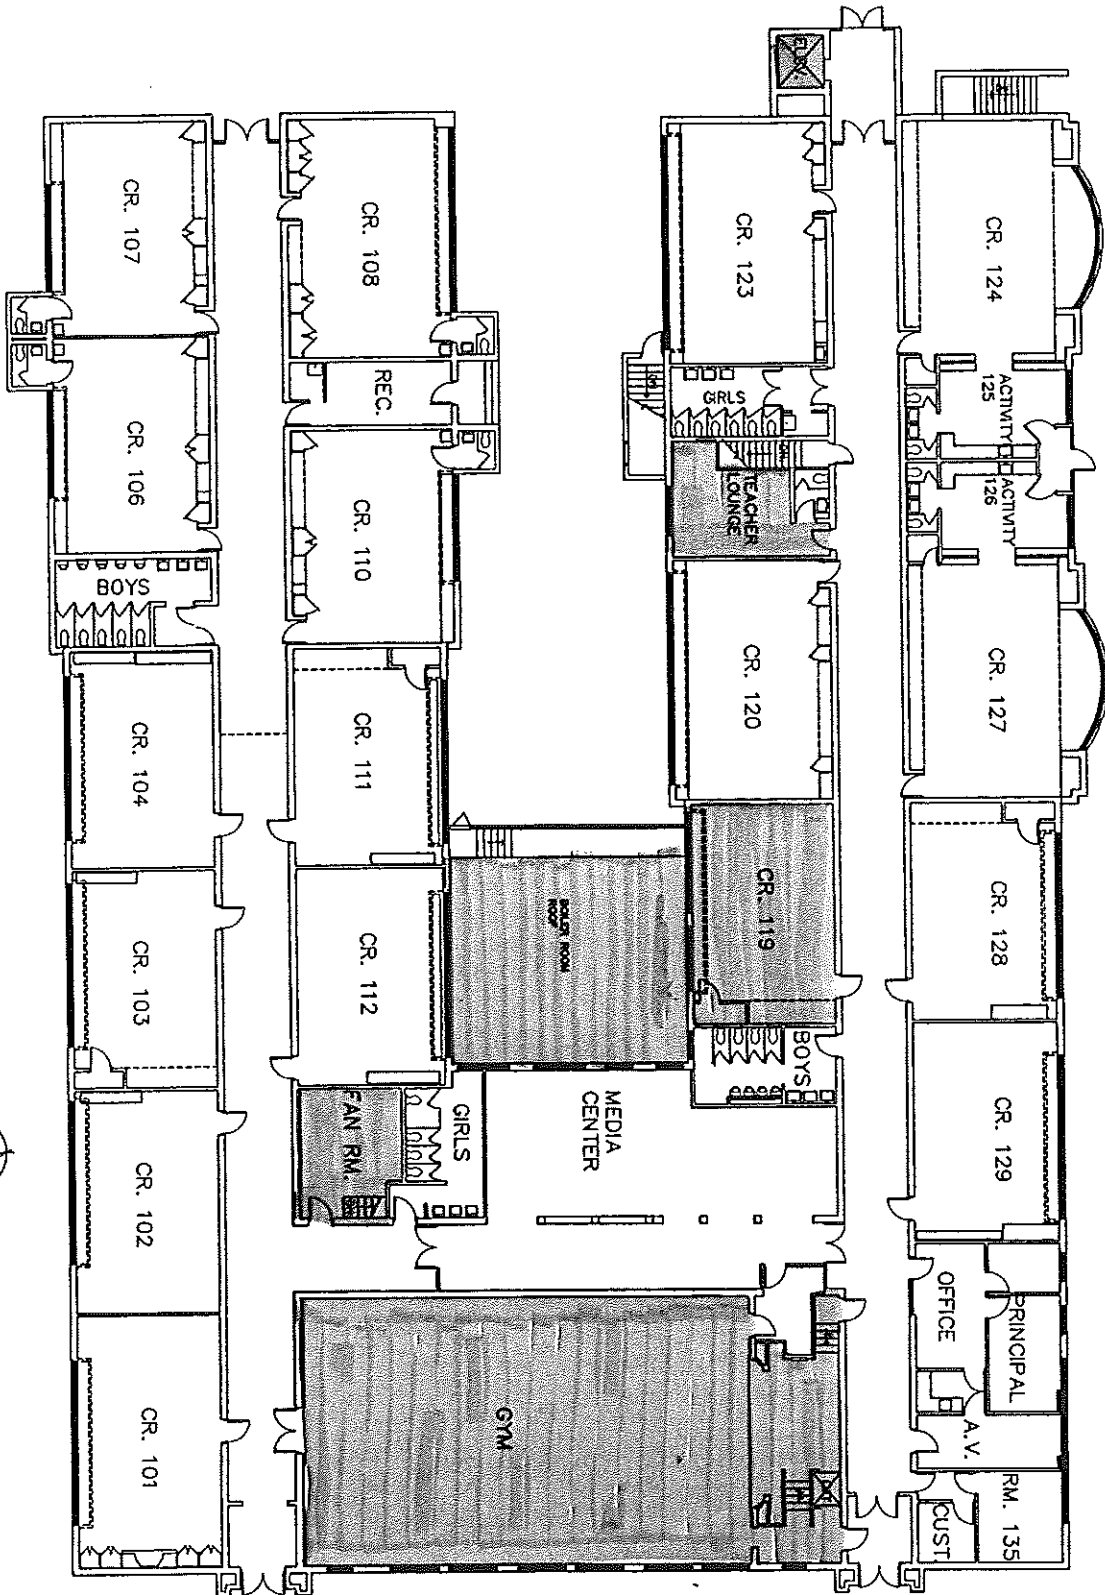 ELEV.
CR. 107
CR. 108
CR. 123
CR. 124
REC.
GIRLS
ACTIVITY
125
ACTIVITY
126
CR. 106
CR. 110
TEACHER
LOUNGE
BOYS
CR. 104
CR. 111
CR. 120
CR. 127
CR. 103
CR. 112
BOILER ROOM
ROOF
CR. 119
CR. 128
BOYS
MEDIA
CENTER
GIRLS
FAN RM.
CR. 102
CR. 129
OFFICE
PRINCIPAL
CR. 101
GYM
A.V.
RM. 135
CUST.